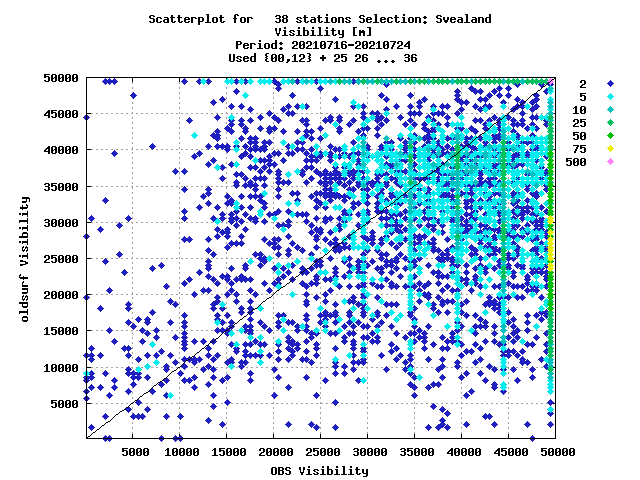 Scatterplot for   38 stations Selection: Svealand
Visibility [m]
Period: 20210716-20210724
Used {00,12} + 25 26 ... 36
50000
45000
40000
35000
30000
25000
20000
15000
10000
5000
oldsurf Visibility
5000 10000 15000 20000 25000 30000 35000 40000 45000 50000
OBS Visibility
2
5
10
25
50
75
500